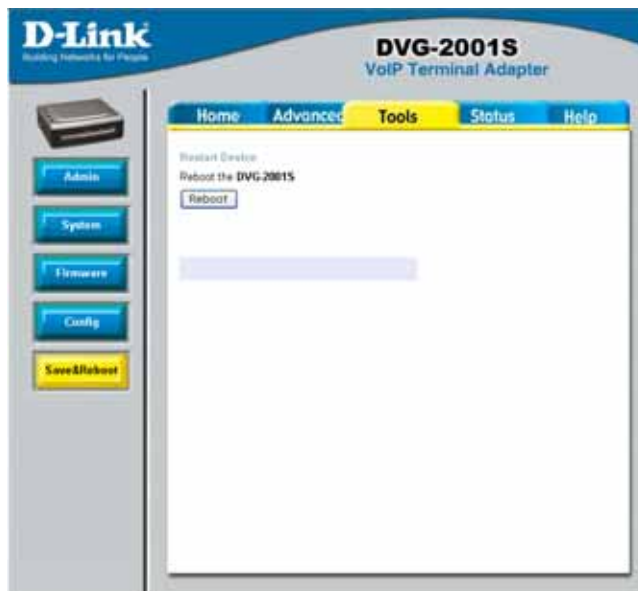 D-Link
Building Networks for People
DVG-2001S
VoIP Terminal Adapter
Home
Advanced
Tools
Status
Help
Admin
System
Firmware
Config
Save&Reboot
Restart Device
Reboot the DVG-2001S
Reboot